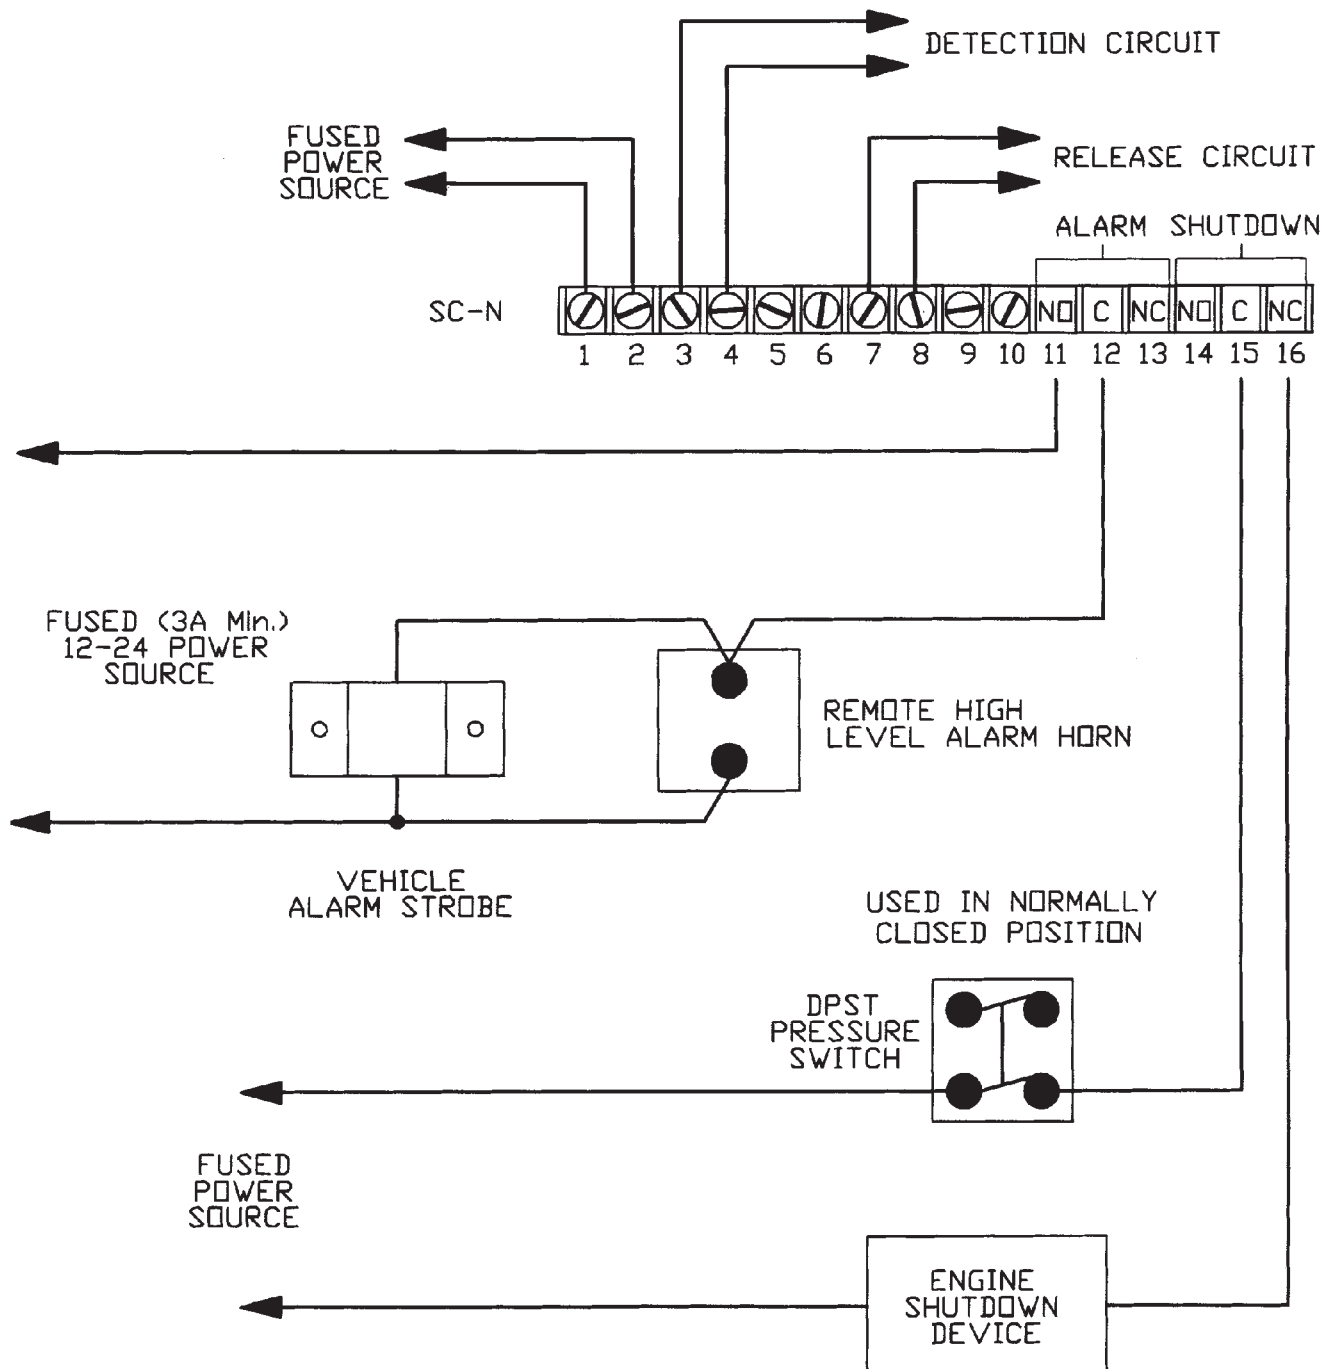 DETECTION CIRCUIT
FUSED
POWER
SOURCE
RELEASE CIRCUIT
ALARM SHUTDOWN
SC-N
NO C NC NO C NC
1 2 3 4 5 6 7 8 9 10 11 12 13 14 15 16
FUSED (3A Min.)
12-24 POWER
SOURCE
REMOTE HIGH
LEVEL ALARM HORN
VEHICLE
ALARM STROBE
USED IN NORMALLY
CLOSED POSITION
DPST
PRESSURE
SWITCH
FUSED
POWER
SOURCE
ENGINE
SHUTDOWN
DEVICE